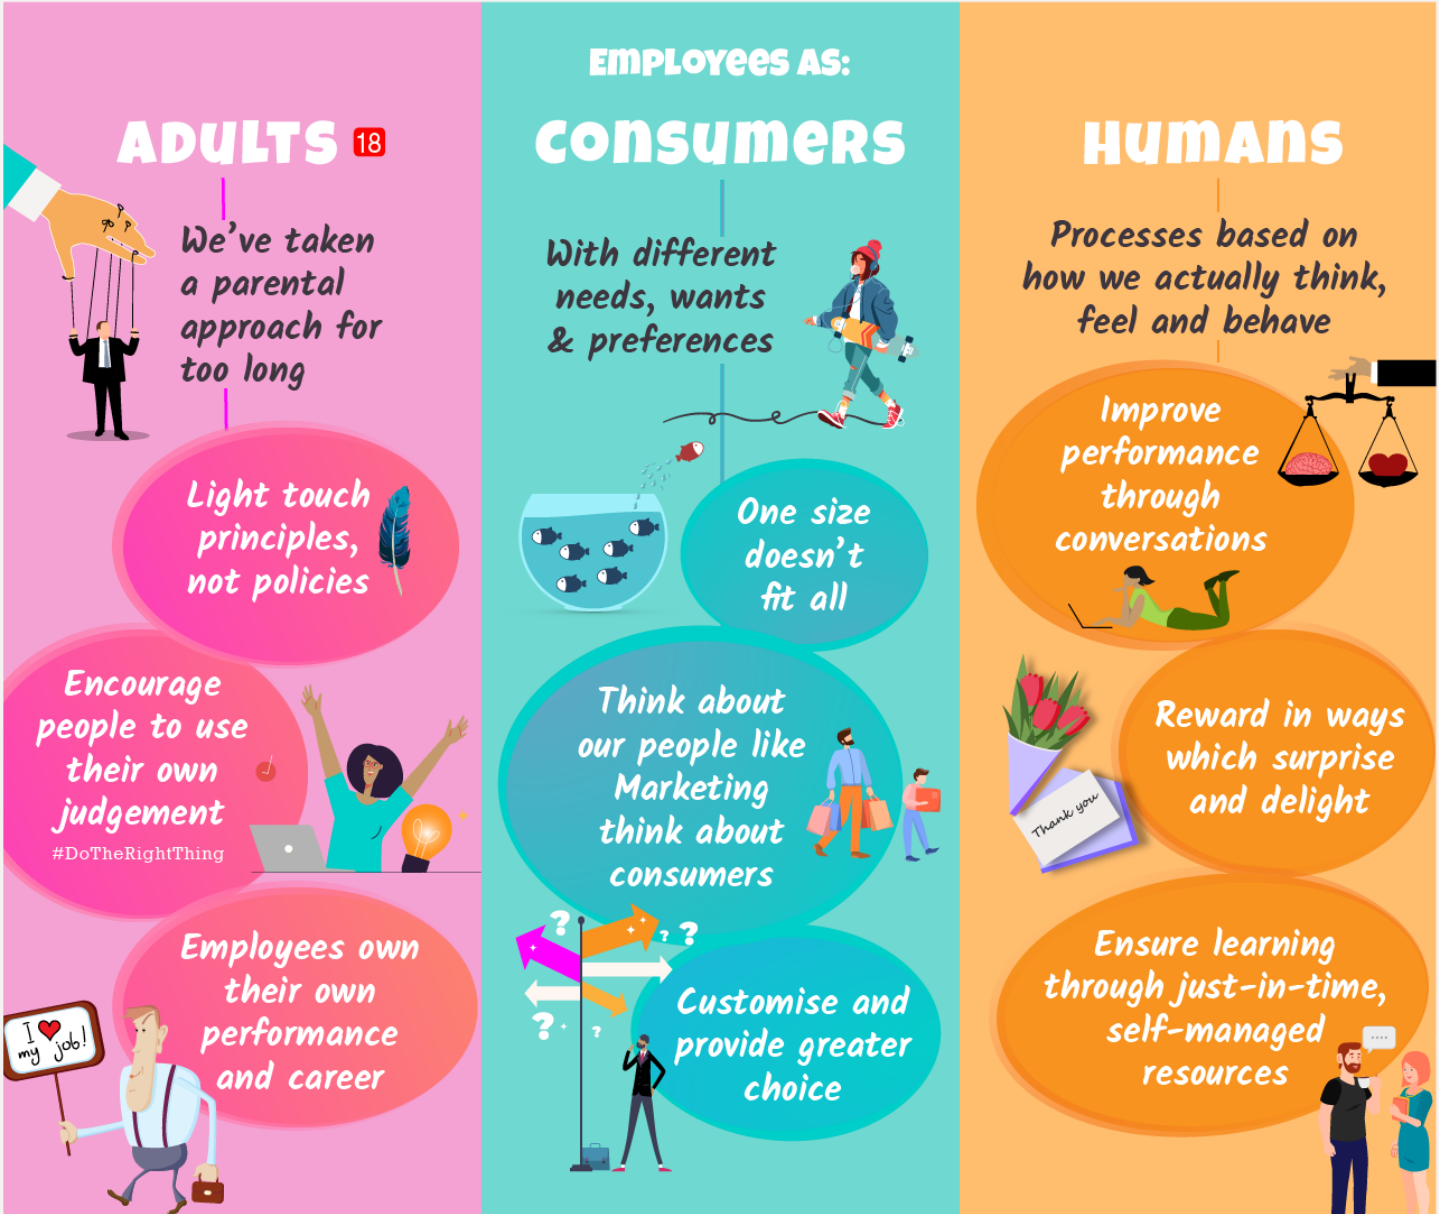 Employees as:
Adults 18
We've taken
a parental
approach for
too long
Light touch
principles,
not policies
Encourage
people to use
their own
judgement
#DoTheRightThing
Employees own
their own
performance
and career
I
my job!
Consumers
With different
needs, wants
& preferences
One size
doesn't
fit all
Think about
our people like
Marketing
think about
consumers
?
? ?
? ?
Customise and
provide greater
choice
Humans
Processes based on
how we actually think,
feel and behave
Improve
performance
through
conversations
Reward in ways
which surprise
and delight
Thank you
Ensure learning
through just-in-time,
self-managed
resources